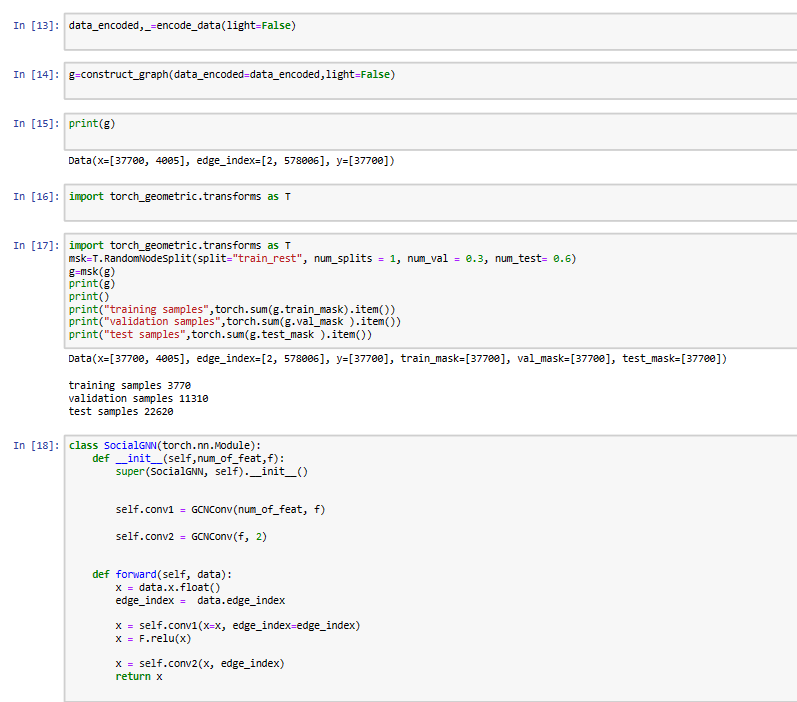 In [13]: data_encoded,_=encode_data(light=False)
In [14]: g=construct_graph(data_encoded=data_encoded,light=False)
In [15]: print(g)
Data(x=[37700, 4005], edge_index=[2, 578006], y=[37700])
In [16]: import torch_geometric.transforms as T
In [17]: import torch_geometric.transforms as T
msk=T.RandomNodeSplit(split="train_rest", num_splits = 1, num_val = 0.3, num_test= 0.6)
g=msk(g)
print(g)
print()
print("training samples",torch.sum(g.train_mask).item())
print("validation samples",torch.sum(g.val_mask ).item())
print("test samples",torch.sum(g.test_mask ).item())
Data(x=[37700, 4005], edge_index=[2, 578006], y=[37700], train_mask=[37700], val_mask=[37700], test_mask=[37700])
training samples 3770
validation samples 11310
test samples 22620
In [18]: class SocialGNN(torch.nn.Module):
    def __init__(self,num_of_feat,f):
        super(SocialGNN, self).__init__()
        self.conv1 = GCNConv(num_of_feat, f)
        self.conv2 = GCNConv(f, 2)
    def forward(self, data):
        x = data.x.float()
        edge_index =  data.edge_index
        x = self.conv1(x=x, edge_index=edge_index)
        x = F.relu(x)
        x = self.conv2(x, edge_index)
        return x